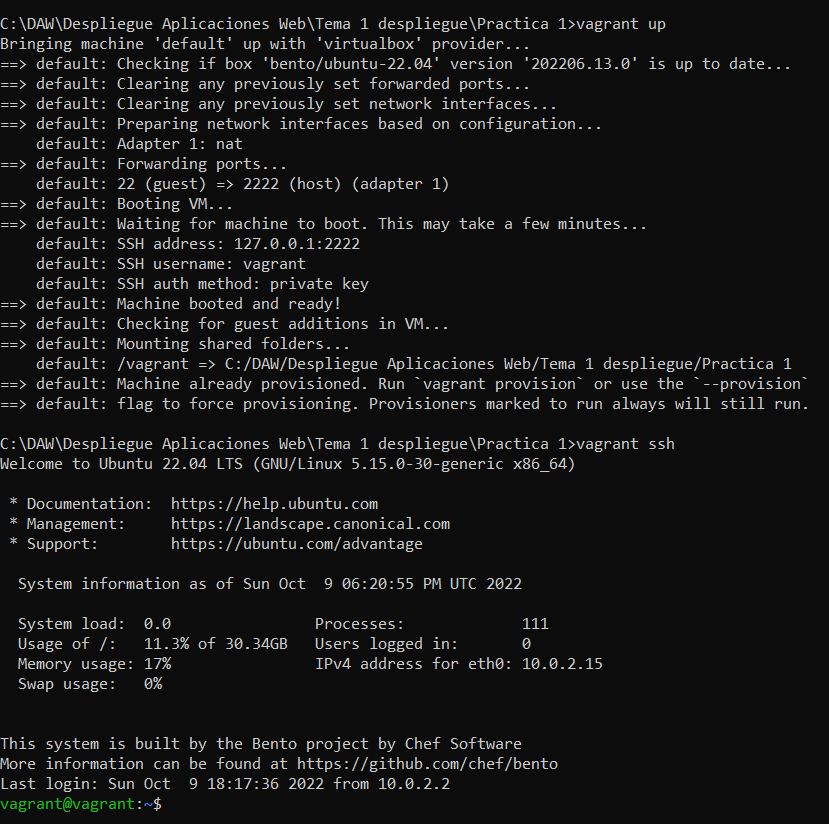 C:\DAW\Despliegue Aplicaciones Web\Tema 1 despliegue\Practica 1>vagrant up
Bringing machine 'default' up with 'virtualbox' provider...
==> default: Checking if box 'bento/ubuntu-22.04' version '202206.13.0' is up to date...
==> default: Clearing any previously set forwarded ports...
==> default: Clearing any previously set network interfaces...
==> default: Preparing network interfaces based on configuration...
    default: Adapter 1: nat
==> default: Forwarding ports...
    default: 22 (guest) => 2222 (host) (adapter 1)
==> default: Booting VM...
==> default: Waiting for machine to boot. This may take a few minutes...
    default: SSH address: 127.0.0.1:2222
    default: SSH username: vagrant
    default: SSH auth method: private key
==> default: Machine booted and ready!
==> default: Checking for guest additions in VM...
==> default: Mounting shared folders...
    default: /vagrant => C:/DAW/Despliegue Aplicaciones Web/Tema 1 despliegue/Practica 1
==> default: Machine already provisioned. Run `vagrant provision` or use the `--provision`
==> default: flag to force provisioning. Provisioners marked to run always will still run.

C:\DAW\Despliegue Aplicaciones Web\Tema 1 despliegue\Practica 1>vagrant ssh
Welcome to Ubuntu 22.04 LTS (GNU/Linux 5.15.0-30-generic x86_64)

 * Documentation:  https://help.ubuntu.com
 * Management:     https://landscape.canonical.com
 * Support:        https://ubuntu.com/advantage

  System information as of Sun Oct  9 06:20:55 PM UTC 2022

  System load:  0.0                Processes:             111
  Usage of /:   11.3% of 30.34GB   Users logged in:       0
  Memory usage: 17%                IPv4 address for eth0: 10.0.2.15
  Swap usage:   0%


This system is built by the Bento project by Chef Software
More information can be found at https://github.com/chef/bento
Last login: Sun Oct  9 18:17:36 2022 from 10.0.2.2
vagrant@vagrant:~$